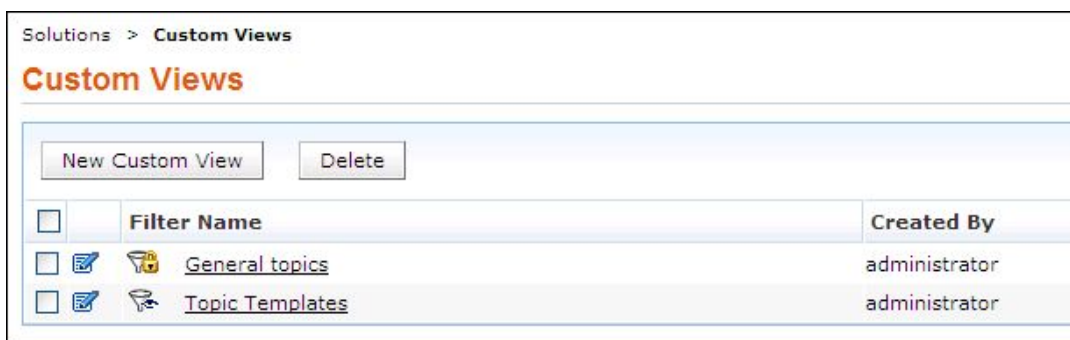 Solutions > Custom Views
Custom Views
New Custom View Delete
Filter Name Created By
General topics administrator
Topic Templates administrator